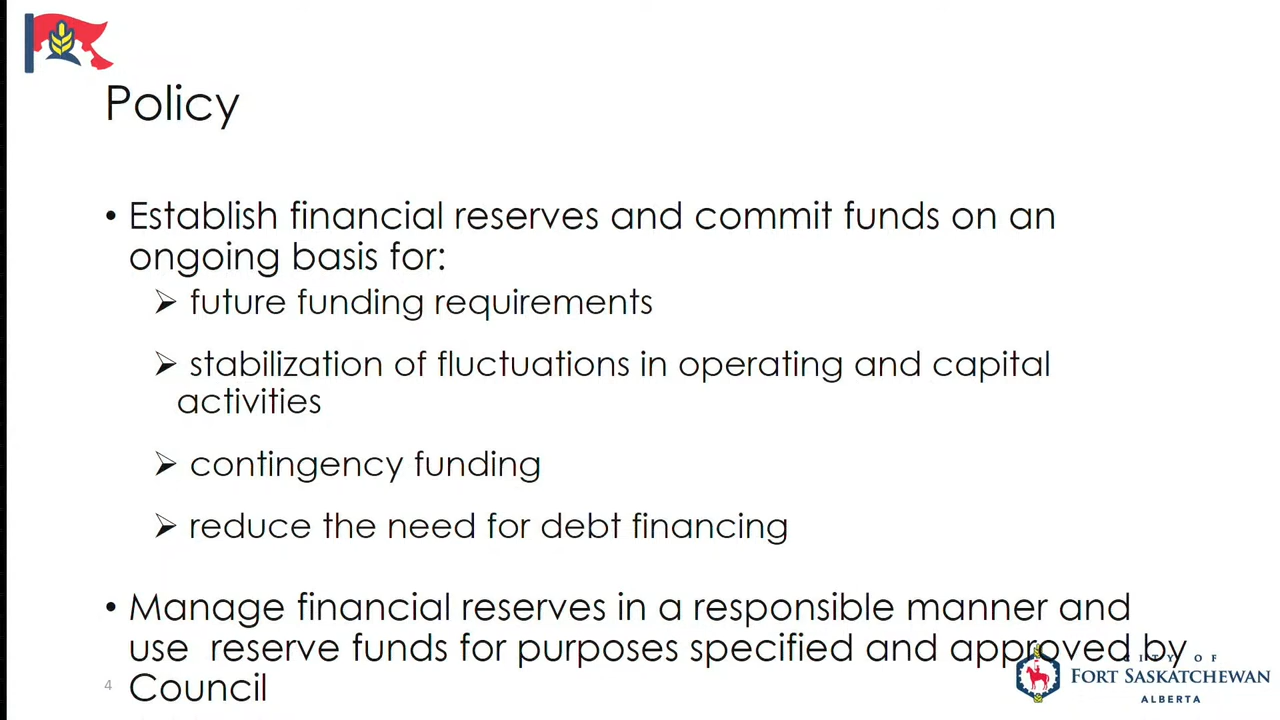 Policy
• Establish financial reserves and commit funds on an
ongoing basis for:
➢ future funding requirements
➢ stabilization of fluctuations in operating and capital
activities
➢ contingency funding
➢ reduce the need for debt financing
• Manage financial reserves in a responsible manner and
use  reserve funds for purposes specified and approved by
Council
4
CITY OF
FORT SASKATCHEWAN
ALBERTA